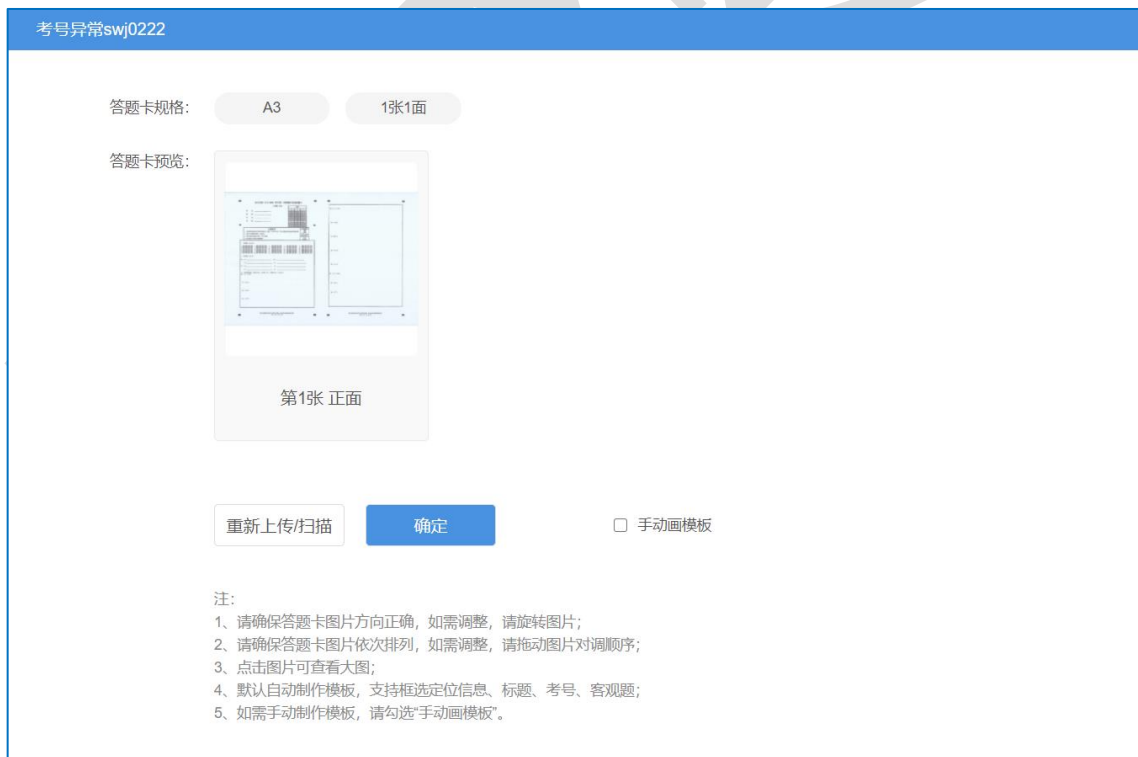 考号异常swj0222
答题卡规格: A3 1张1面
答题卡预览:
第1张 正面
重新上传/扫描 确定 手动画模板
注:
1、请确保答题卡图片方向正确，如需调整，请旋转图片;
2、请确保答题卡图片依次排列，如需调整，请拖动图片对调顺序;
3、点击图片可查看大图;
4、默认自动制作模板，支持框选定位信息、标题、考号、客观题;
5、如需手动制作模板，请勾选“手动画模板”。